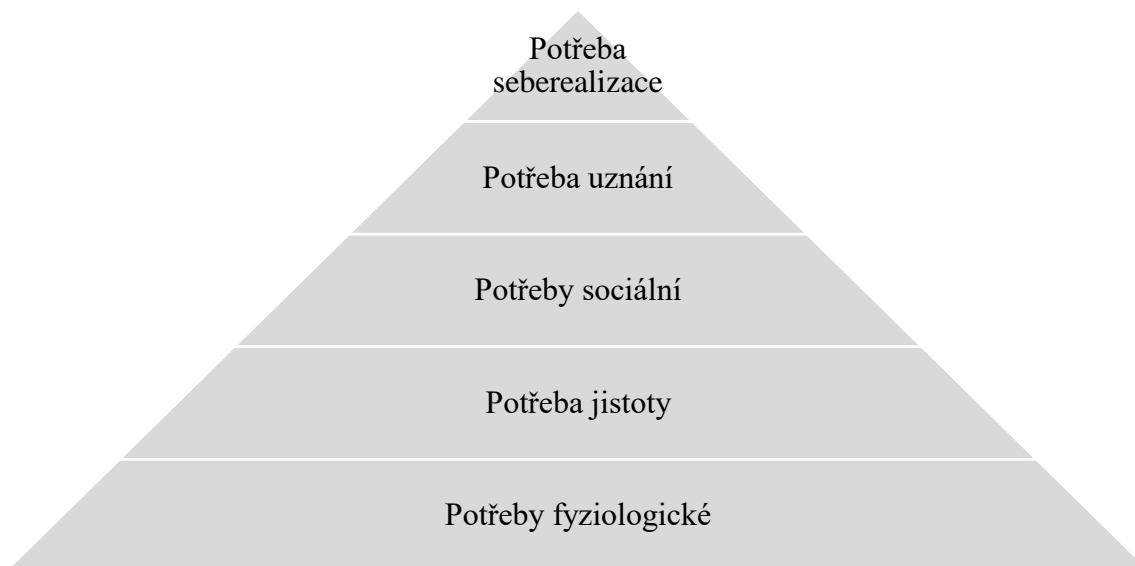 Potřeba
seberealizace
Potřeba uznání
Potřeby sociální
Potřeba jistoty
Potřeby fyziologické